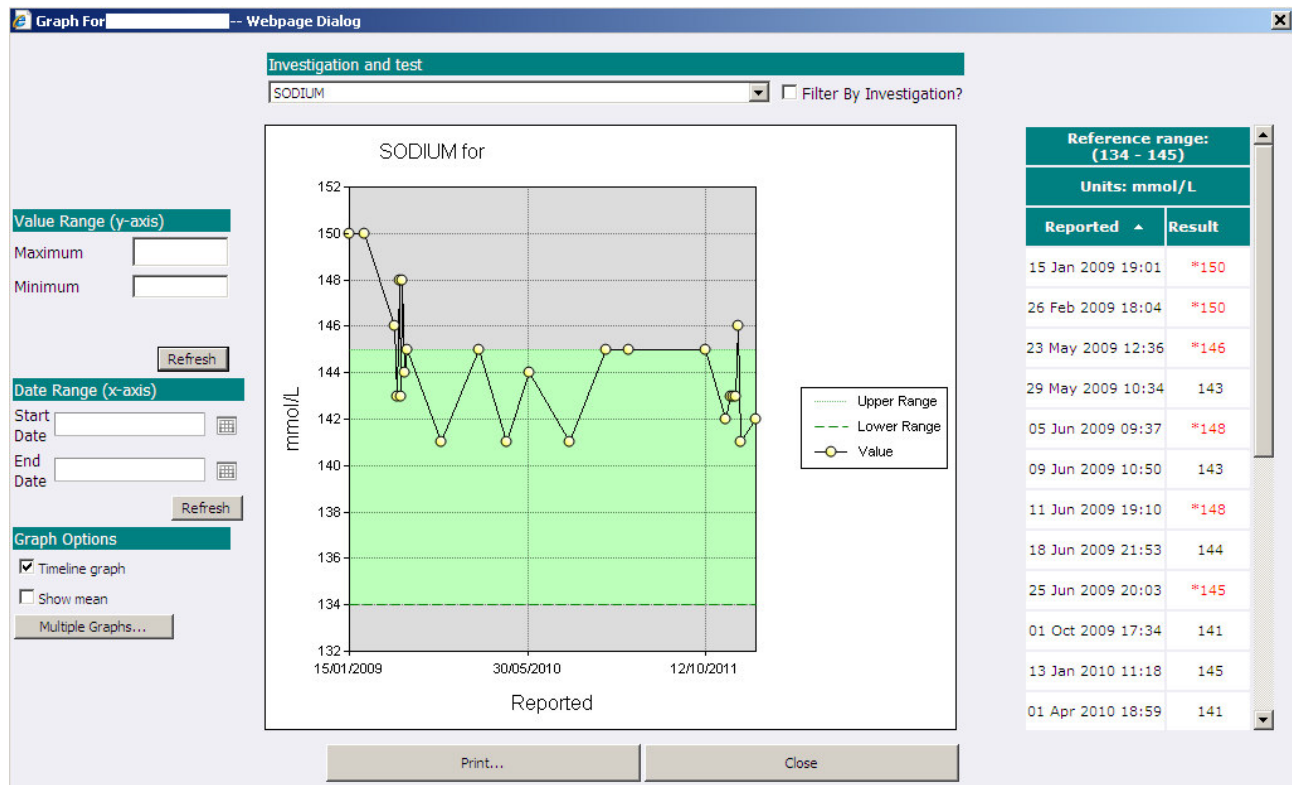 Graph For -- Webpage Dialog
Investigation and test
SODIUM
Filter By Investigation?
Value Range (y-axis)
Maximum
Minimum
Refresh
Date Range (x-axis)
Start
Date
End
Date
Refresh
Graph Options
Timeline graph
Show mean
Multiple Graphs...
SODIUM for
152
150
148
146
144
142
140
138
136
134
132
mmol/L
15/01/2009 30/05/2010 12/10/2011
Reported
Upper Range
Lower Range
Value
Reference range:
(134 - 145)
Units: mmol/L
Reported Result
15 Jan 2009 19:01 *150
26 Feb 2009 18:04 *150
23 May 2009 12:36 *146
29 May 2009 10:34 143
05 Jun 2009 09:37 *148
09 Jun 2009 10:50 143
11 Jun 2009 19:10 *148
18 Jun 2009 21:53 144
25 Jun 2009 20:03 *145
01 Oct 2009 17:34 141
13 Jan 2010 11:18 145
01 Apr 2010 18:59 141
Print...
Close